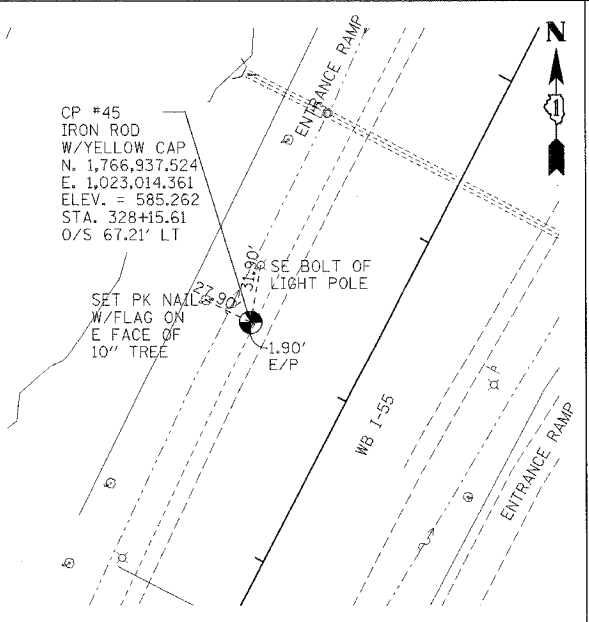 N
1
ENTRANCE RAMP
CP #45
IRON ROD
W/YELLOW CAP
N. 1,766,937.524
E. 1,023,014.361
ELEV. = 585.262
STA. 328+15.61
O/S 67.21' LT
31.90'
27.90'
SE BOLT OF
LIGHT POLE
SET PK NAIL
W/FLAG ON
E FACE OF
10" TREE
1.90'
E/P
WB I-55
ENTRANCE RAMP